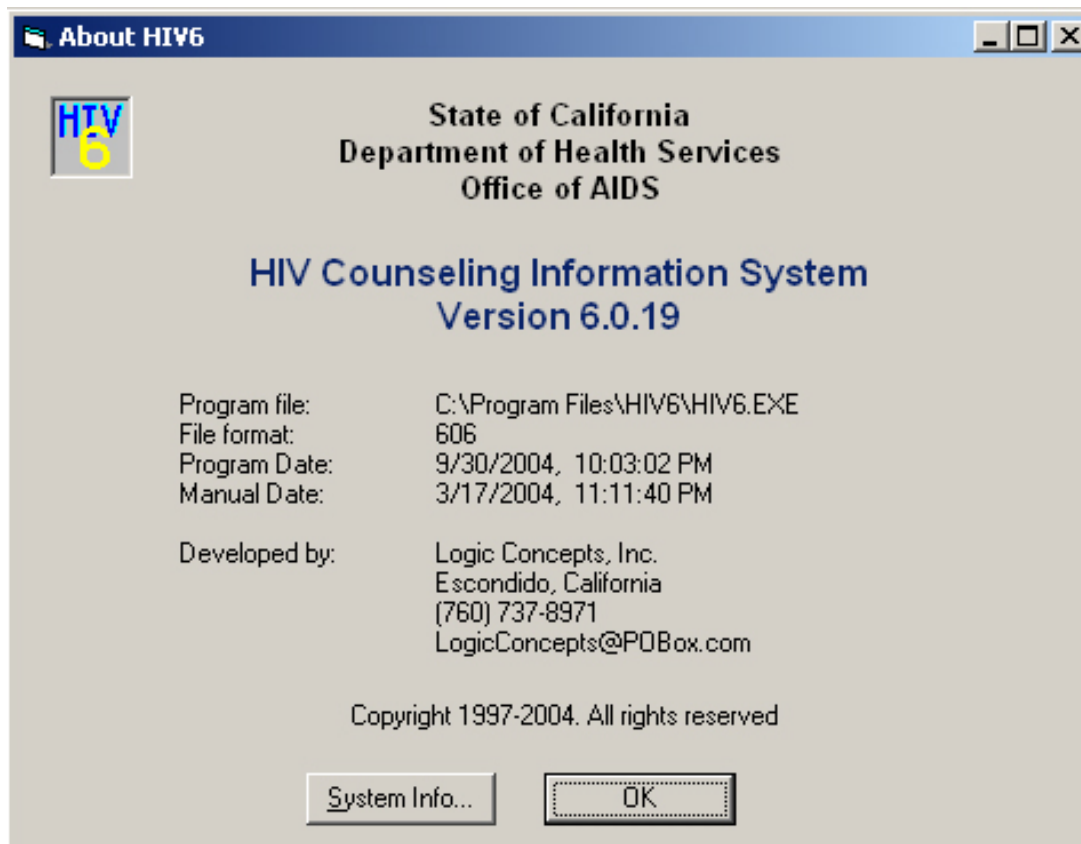 About HIV6
HIV
6
State of California
Department of Health Services
Office of AIDS
HIV Counseling Information System
Version 6.0.19
Program file: C:\Program Files\HIV6\HIV6.EXE
File format: 606
Program Date: 9/30/2004, 10:03:02 PM
Manual Date: 3/17/2004, 11:11:40 PM
Developed by: Logic Concepts, Inc.
Escondido, California
(760) 737-8971
LogicConcepts@POBox.com
Copyright 1997-2004. All rights reserved
System Info... OK